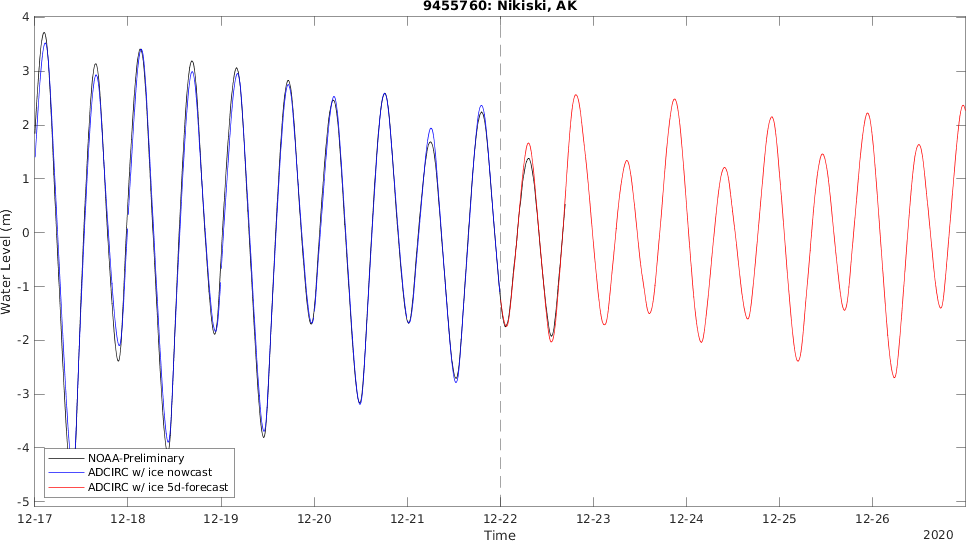 9455760: Nikiski, AK
4
3
2
1
0
-1
-2
-3
-4
-5
Water Level (m)
NOAA-Preliminary
ADCIRC w/ ice nowcast
ADCIRC w/ ice 5d-forecast
12-17 12-18 12-19 12-20 12-21 12-22 12-23 12-24 12-25 12-26
Time
2020